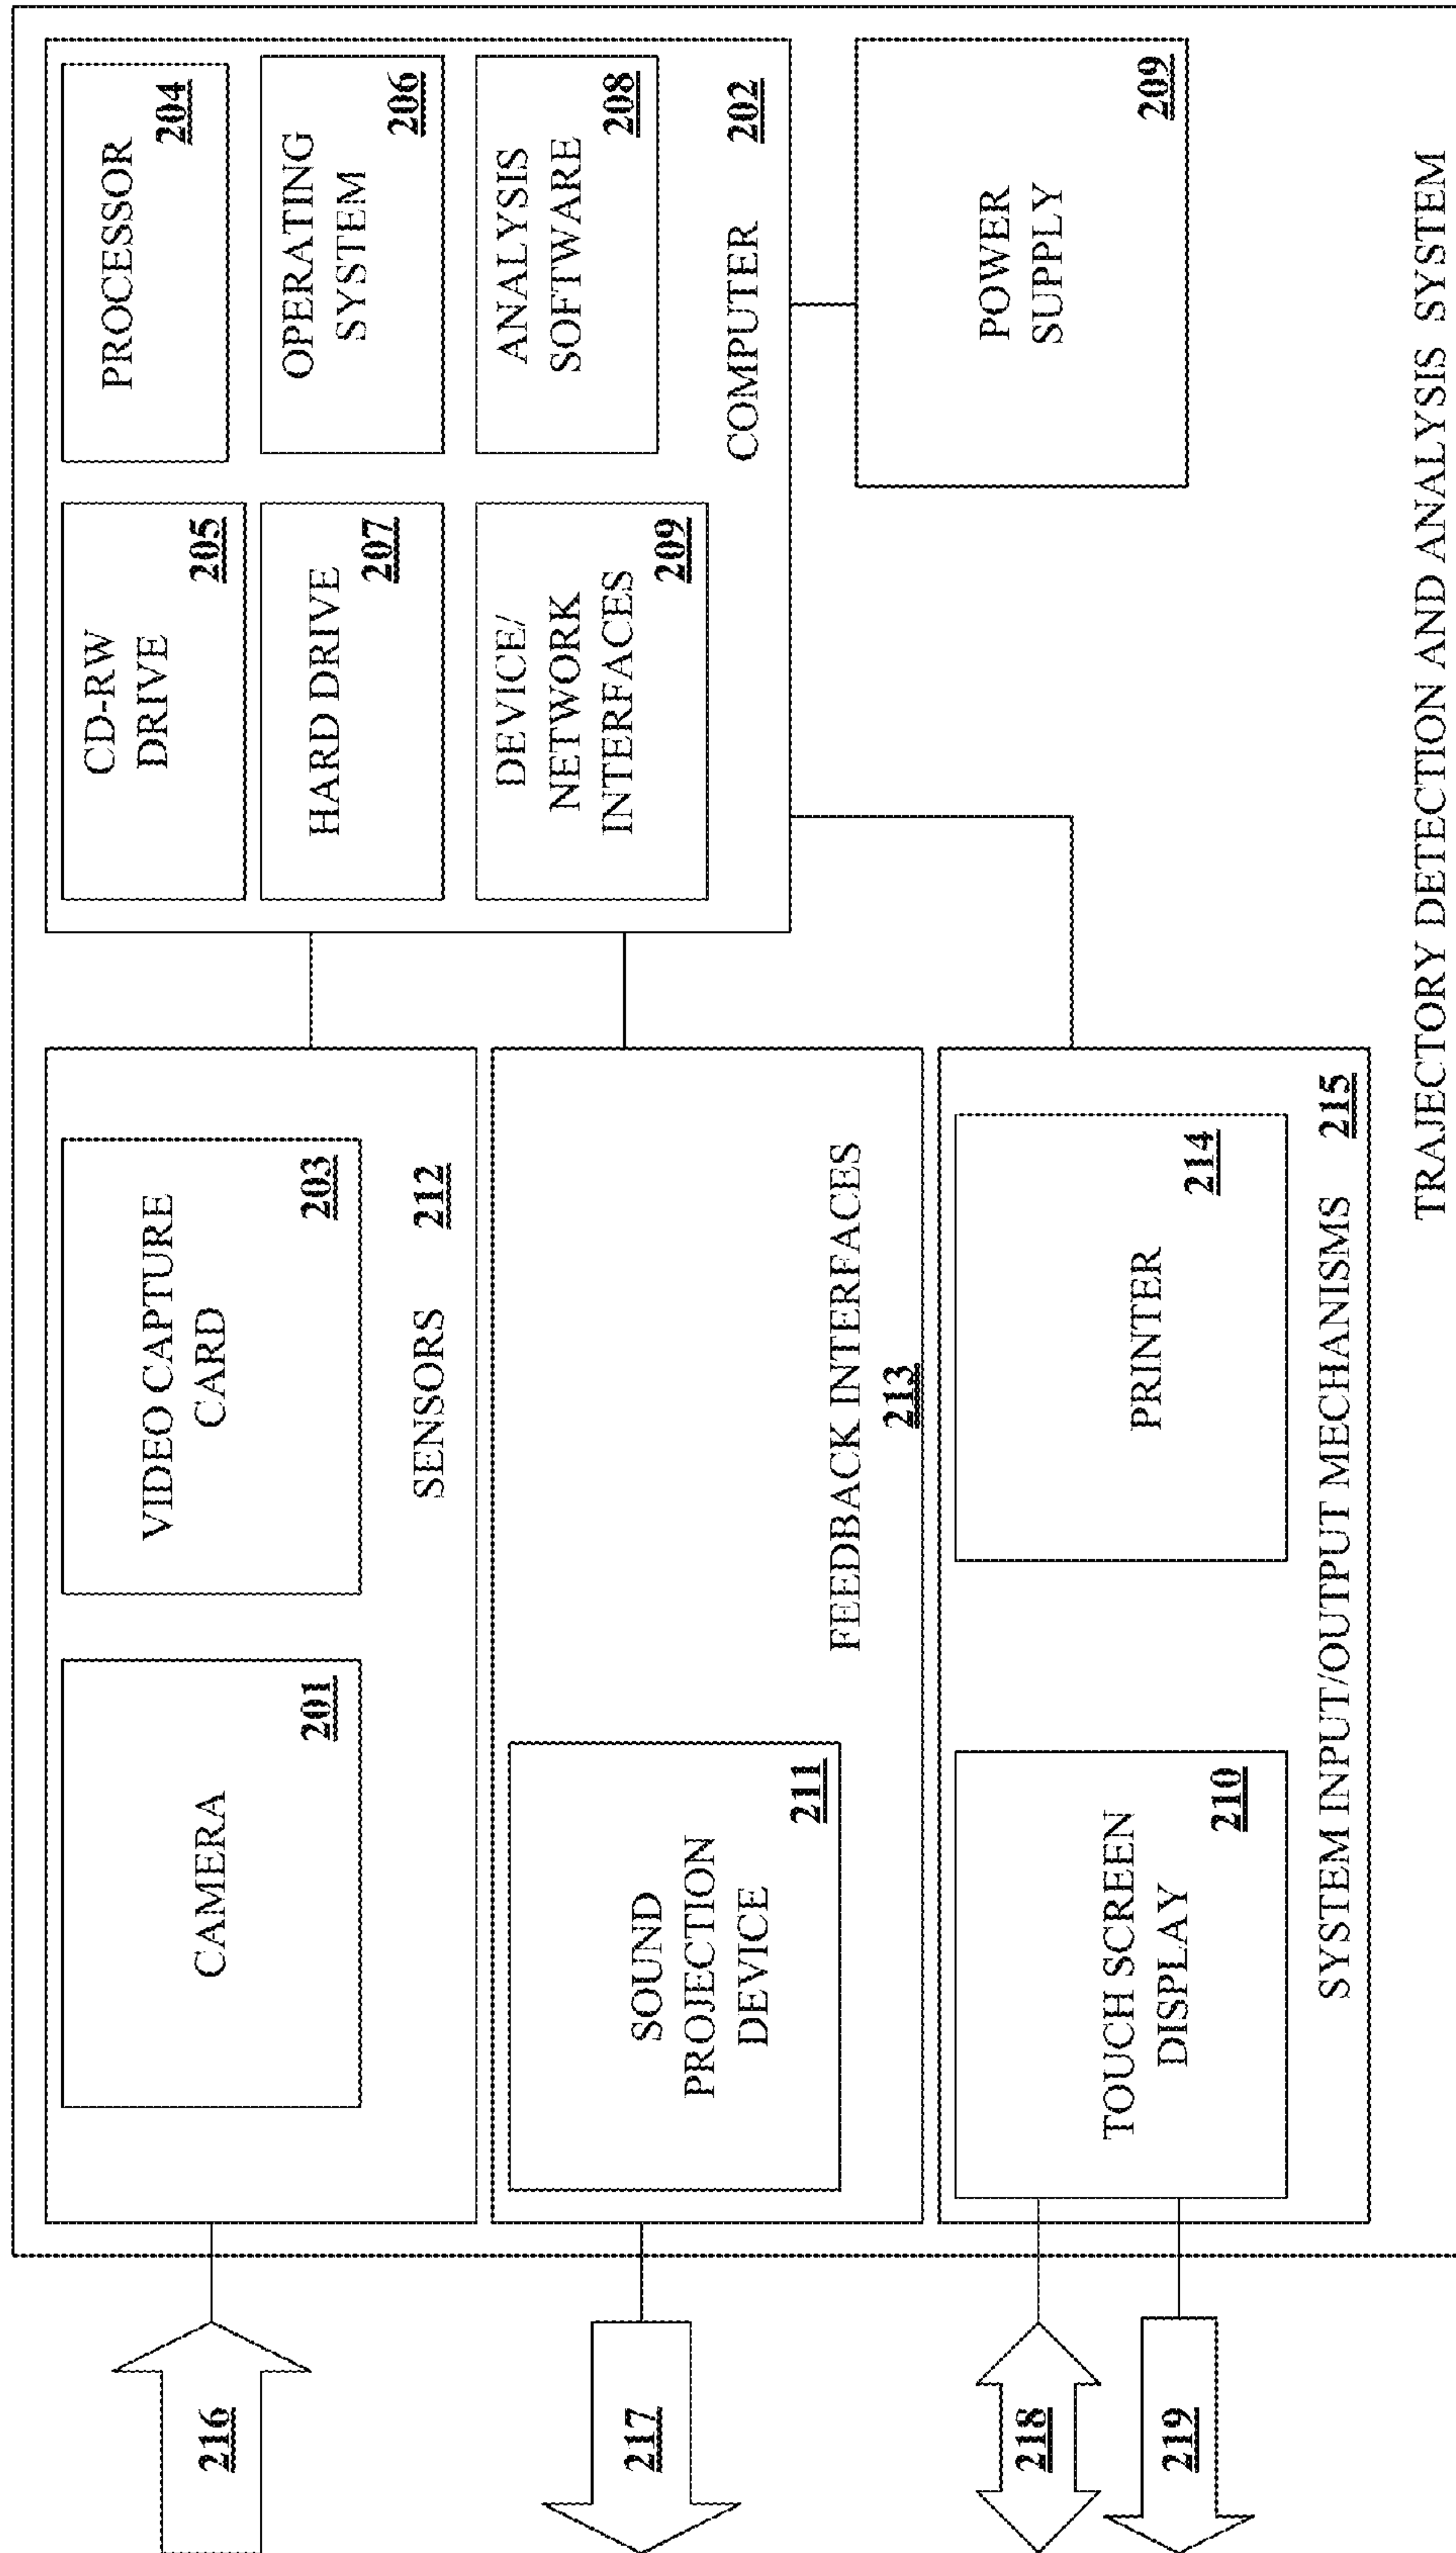 216
CAMERA
201
VIDEO CAPTURE
CARD
203
SENSORS 212
CD-RW
DRIVE
205
PROCESSOR
204
HARD DRIVE
207
OPERATING
SYSTEM
206
DEVICE/
NETWORK
INTERFACES
209
ANALYSIS
SOFTWARE
208
COMPUTER 202
217
SOUND
PROJECTION
DEVICE
211
FEEDBACK INTERFACES
213
218
219
TOUCH SCREEN
DISPLAY
210
PRINTER
214
SYSTEM INPUT/OUTPUT MECHANISMS 215
POWER
SUPPLY
209
TRAJECTORY DETECTION AND ANALYSIS SYSTEM